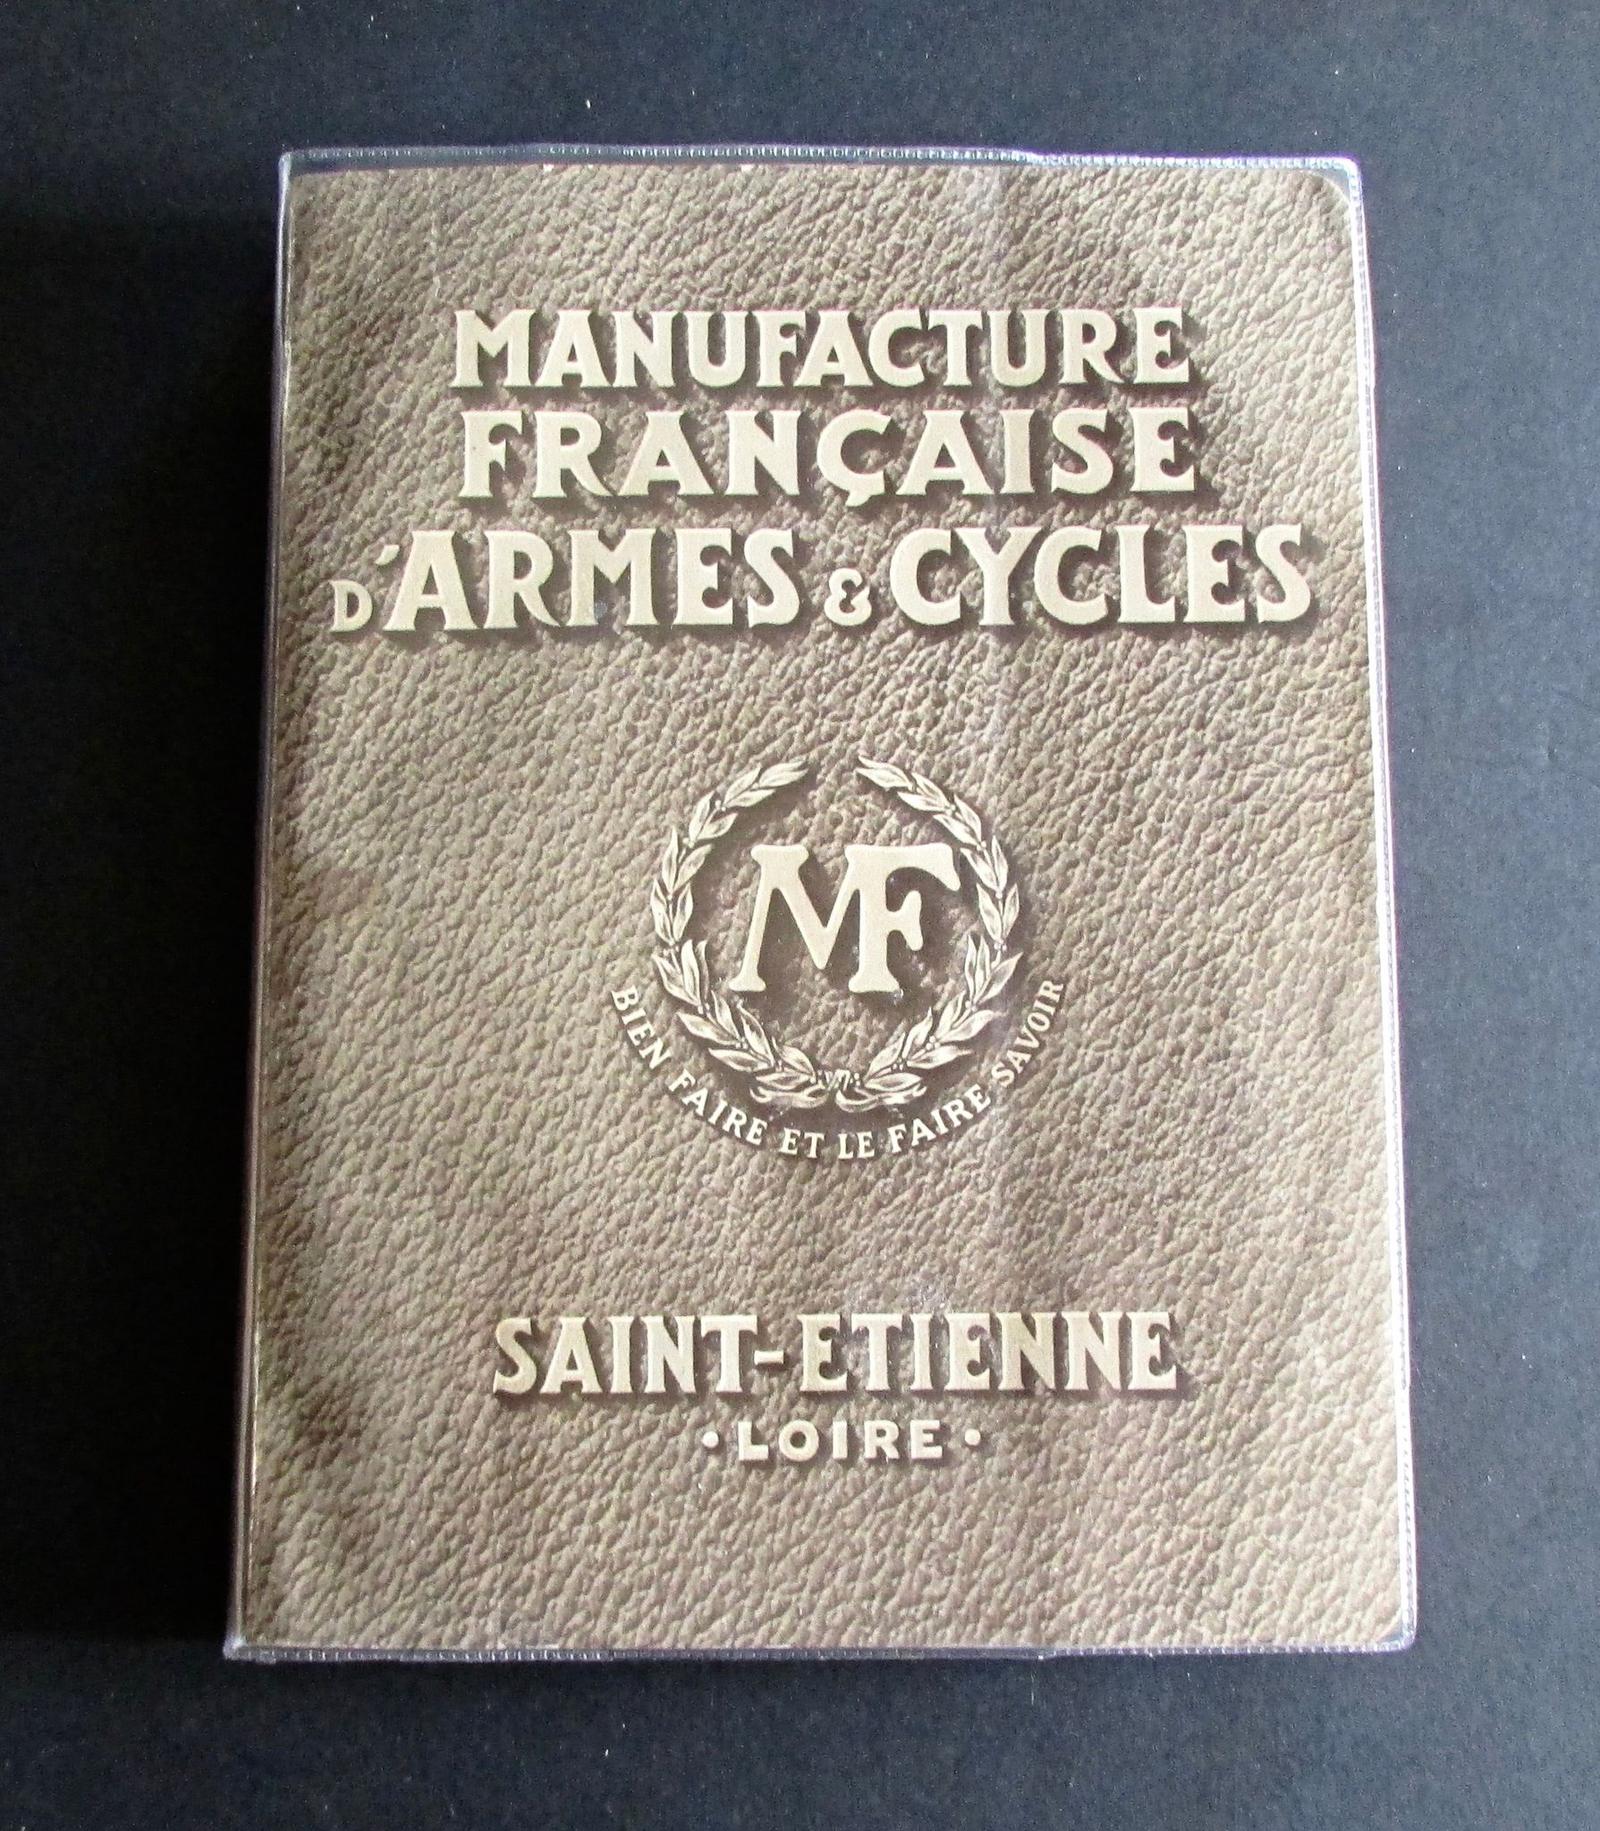 MANUFACTURE
FRANÇAISE
D'ARMES & CYCLES
MF
BIEN FAIRE ET LE FAIRE SAVOIR
SAINT-ETIENNE
• LOIRE •